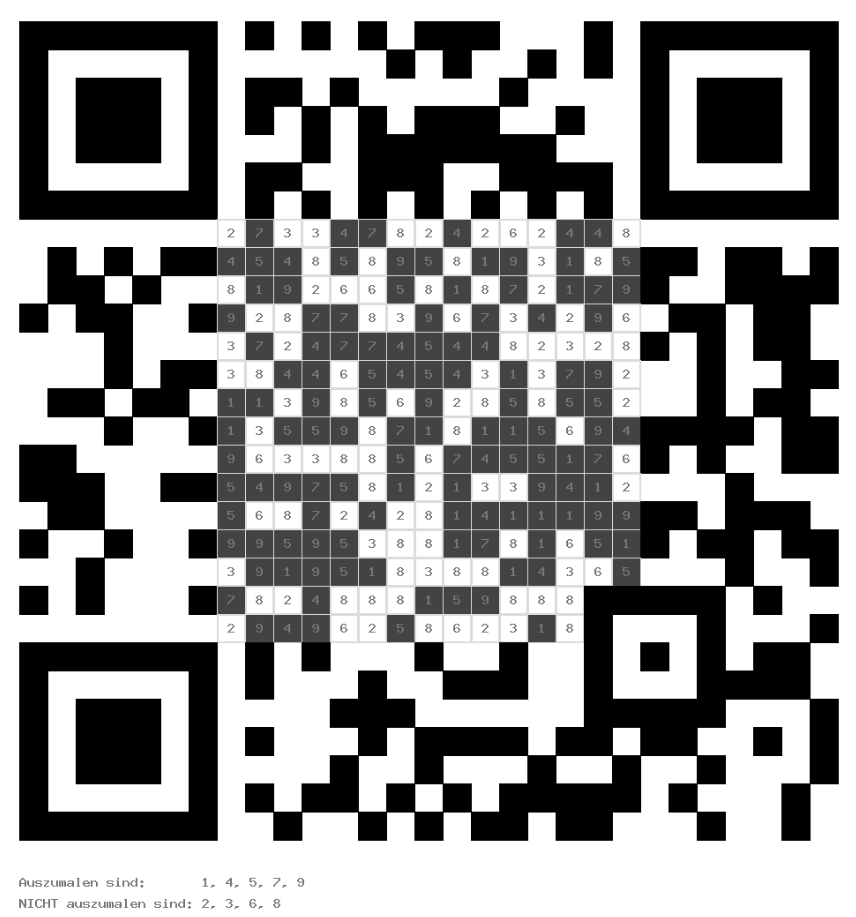 2 7 3 3 4 7 8 2 4 2 6 2 4 4 8
4 5 4 8 5 8 9 5 8 1 9 3 1 8 5
8 1 9 2 6 6 5 8 1 8 7 2 1 7 9
9 2 8 7 7 8 3 9 6 7 3 4 2 9 6
3 7 2 4 7 7 4 5 4 4 8 2 3 2 8
3 8 4 4 6 5 4 5 4 3 1 3 7 9 2
1 1 3 9 8 5 6 9 2 8 5 8 5 5 2
1 3 5 5 9 8 7 1 8 1 1 5 6 9 4
9 6 3 3 8 8 5 6 7 4 5 5 1 7 6
5 4 9 7 5 8 1 2 1 3 3 9 4 1 2
5 6 8 7 2 4 2 8 1 4 1 1 1 9 9
9 9 5 9 5 3 8 8 1 7 8 1 6 5 1
3 9 1 9 5 1 8 3 8 8 1 4 3 6 5
7 8 2 4 8 8 8 1 5 9 8 8 8
2 9 4 9 6 2 5 8 6 2 3 1 8
Auszumalen sind: 1, 4, 5, 7, 9
NICHT auszumalen sind: 2, 3, 6, 8